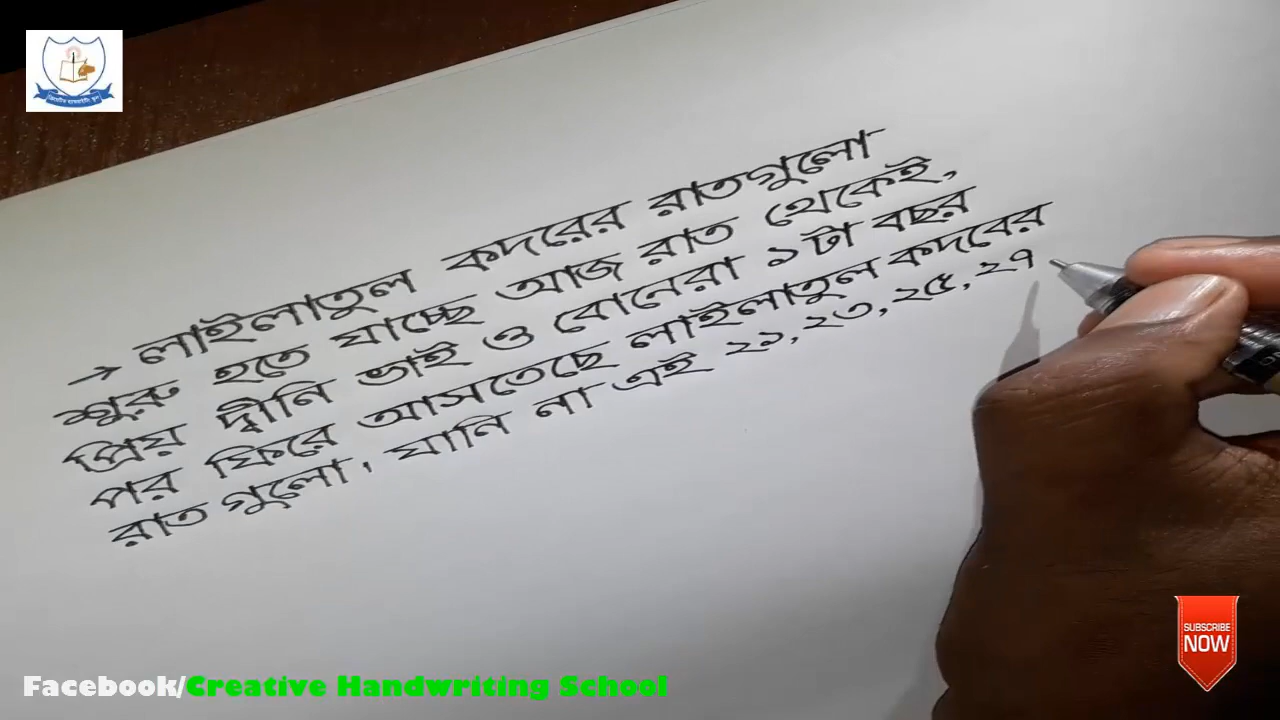 → লাইলাতুল কদরের রাতগুলো
শুরু হতে যাচ্ছে আজ রাত থেকেই,
প্রিয় দ্বীনি ভাই ও বোনেরা ১টা বছর
পর ফিরে আসতেছে লাইলাতুল কদরের
রাত গুলো। যানি না এই ২১, ২৩, ২৫, ২৭
SUBSCRIBE
NOW
Facebook/Creative Handwriting School